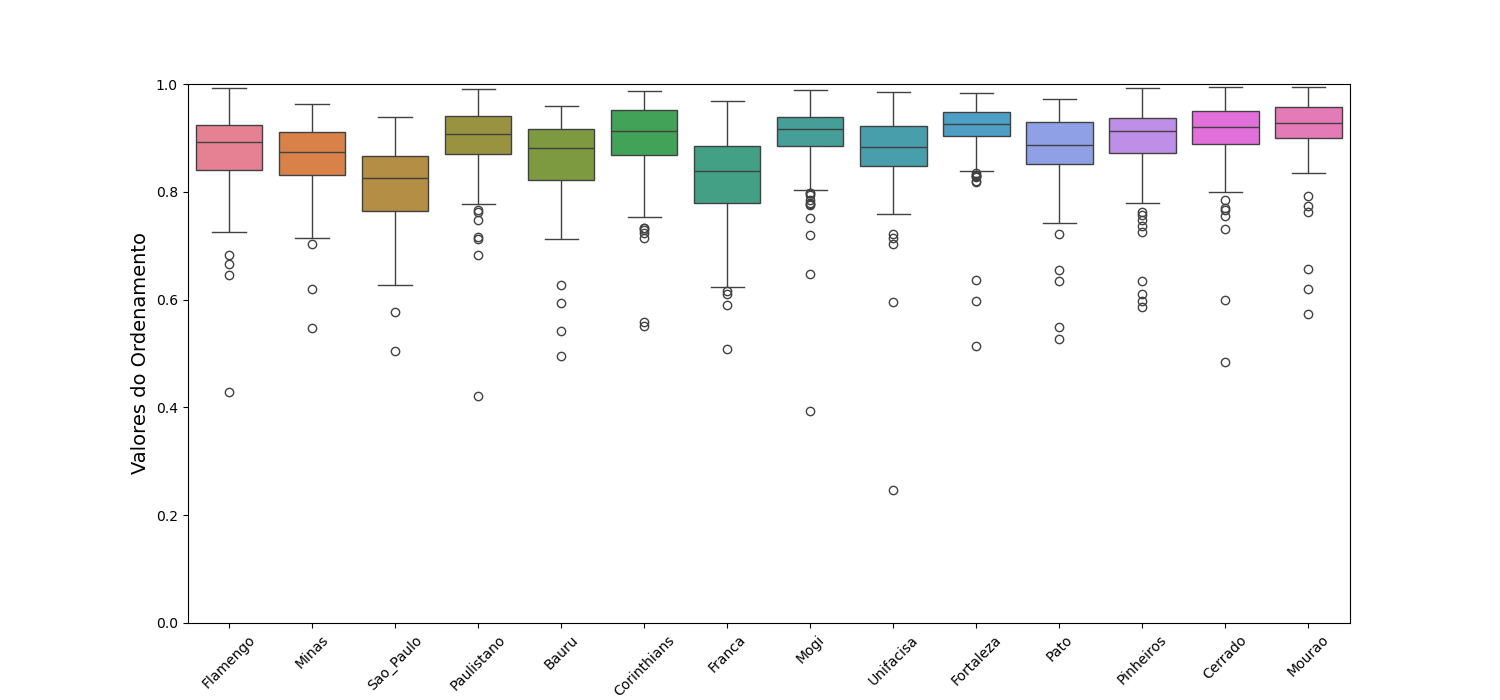 Valores do Ordenamento
1.0
0.8
0.6
0.4
0.2
0.0
Flamengo
Minas
Sao_Paulo
Paulistano
Bauru
Corinthians
Franca
Mogi
Unifacisa
Fortaleza
Pato
Pinheiros
Cerrado
Mourao